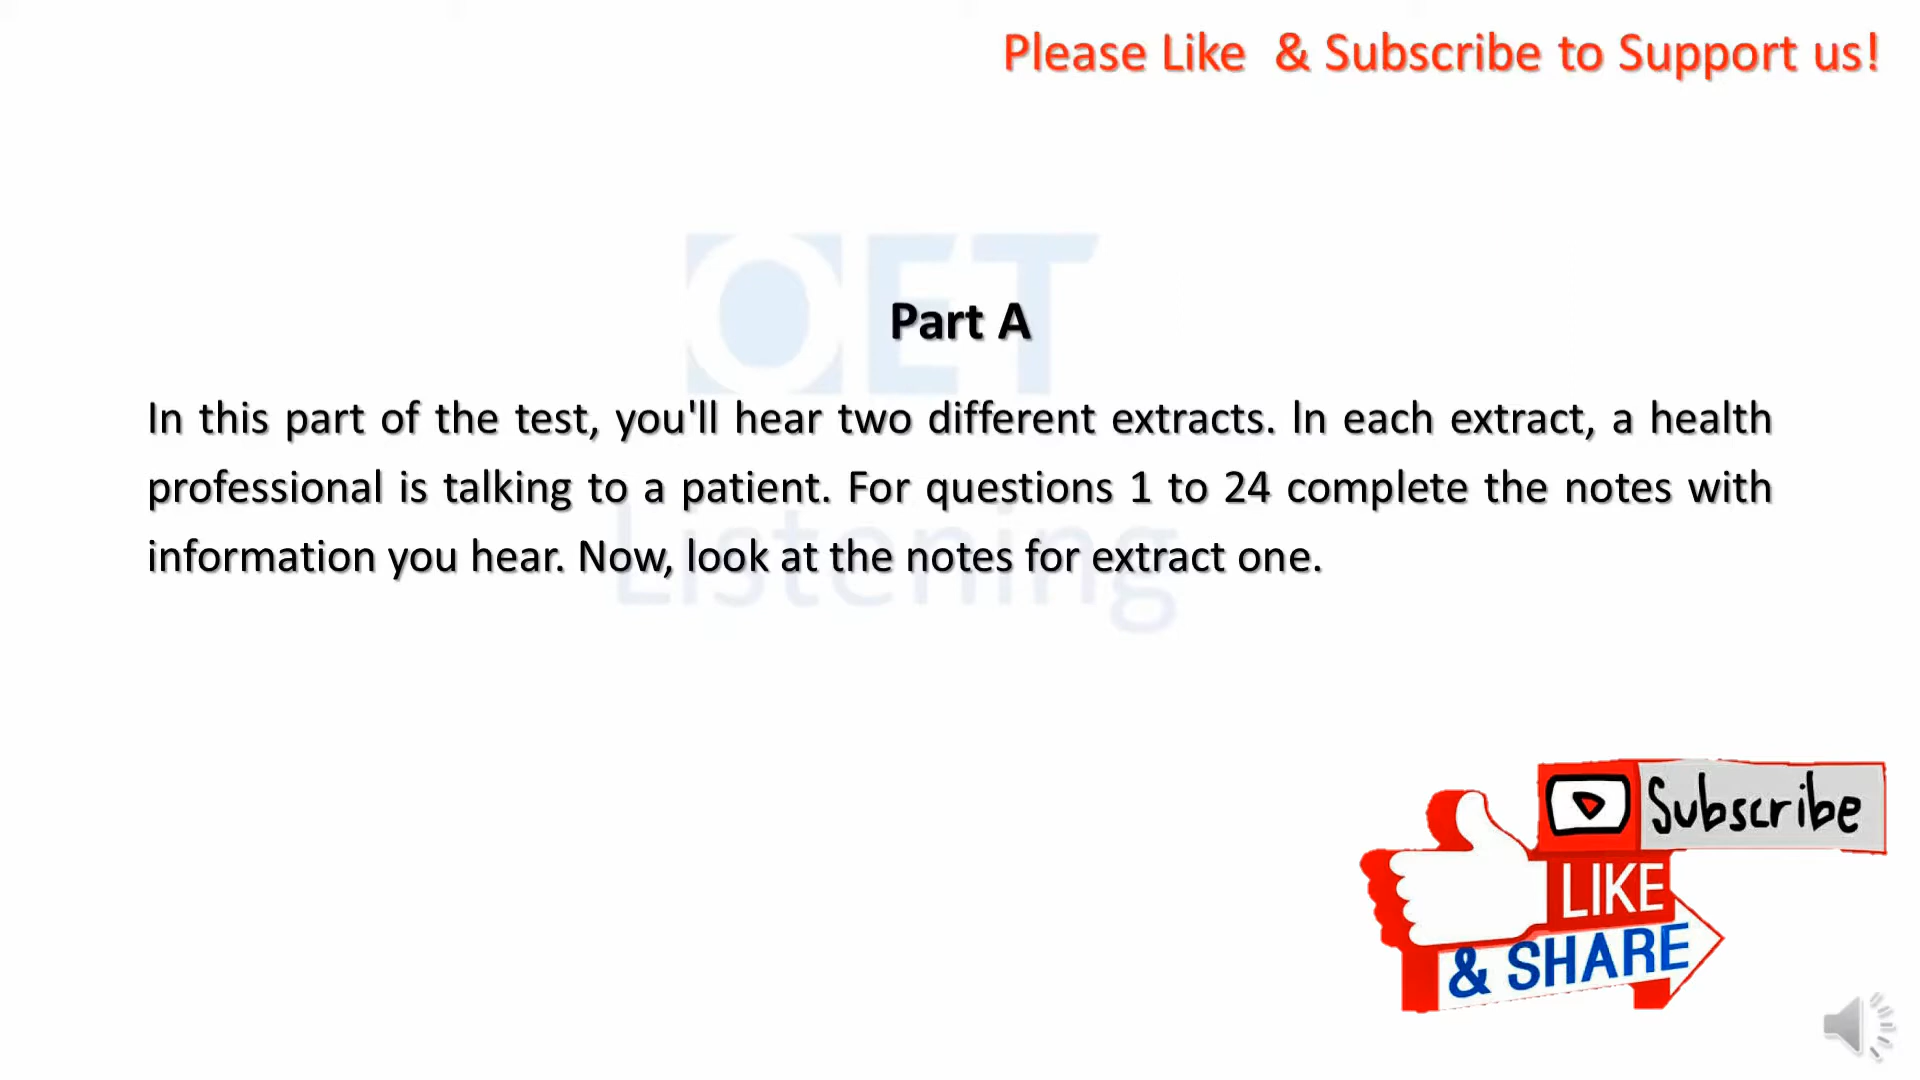 Please Like & Subscribe to Support us!
OET
Part A
In this part of the test, you'll hear two different extracts. In each extract, a health
professional is talking to a patient. For questions 1 to 24 complete the notes with
information you hear. Now, look at the notes for extract one.
Listening
Subscribe
LIKE
& SHARE